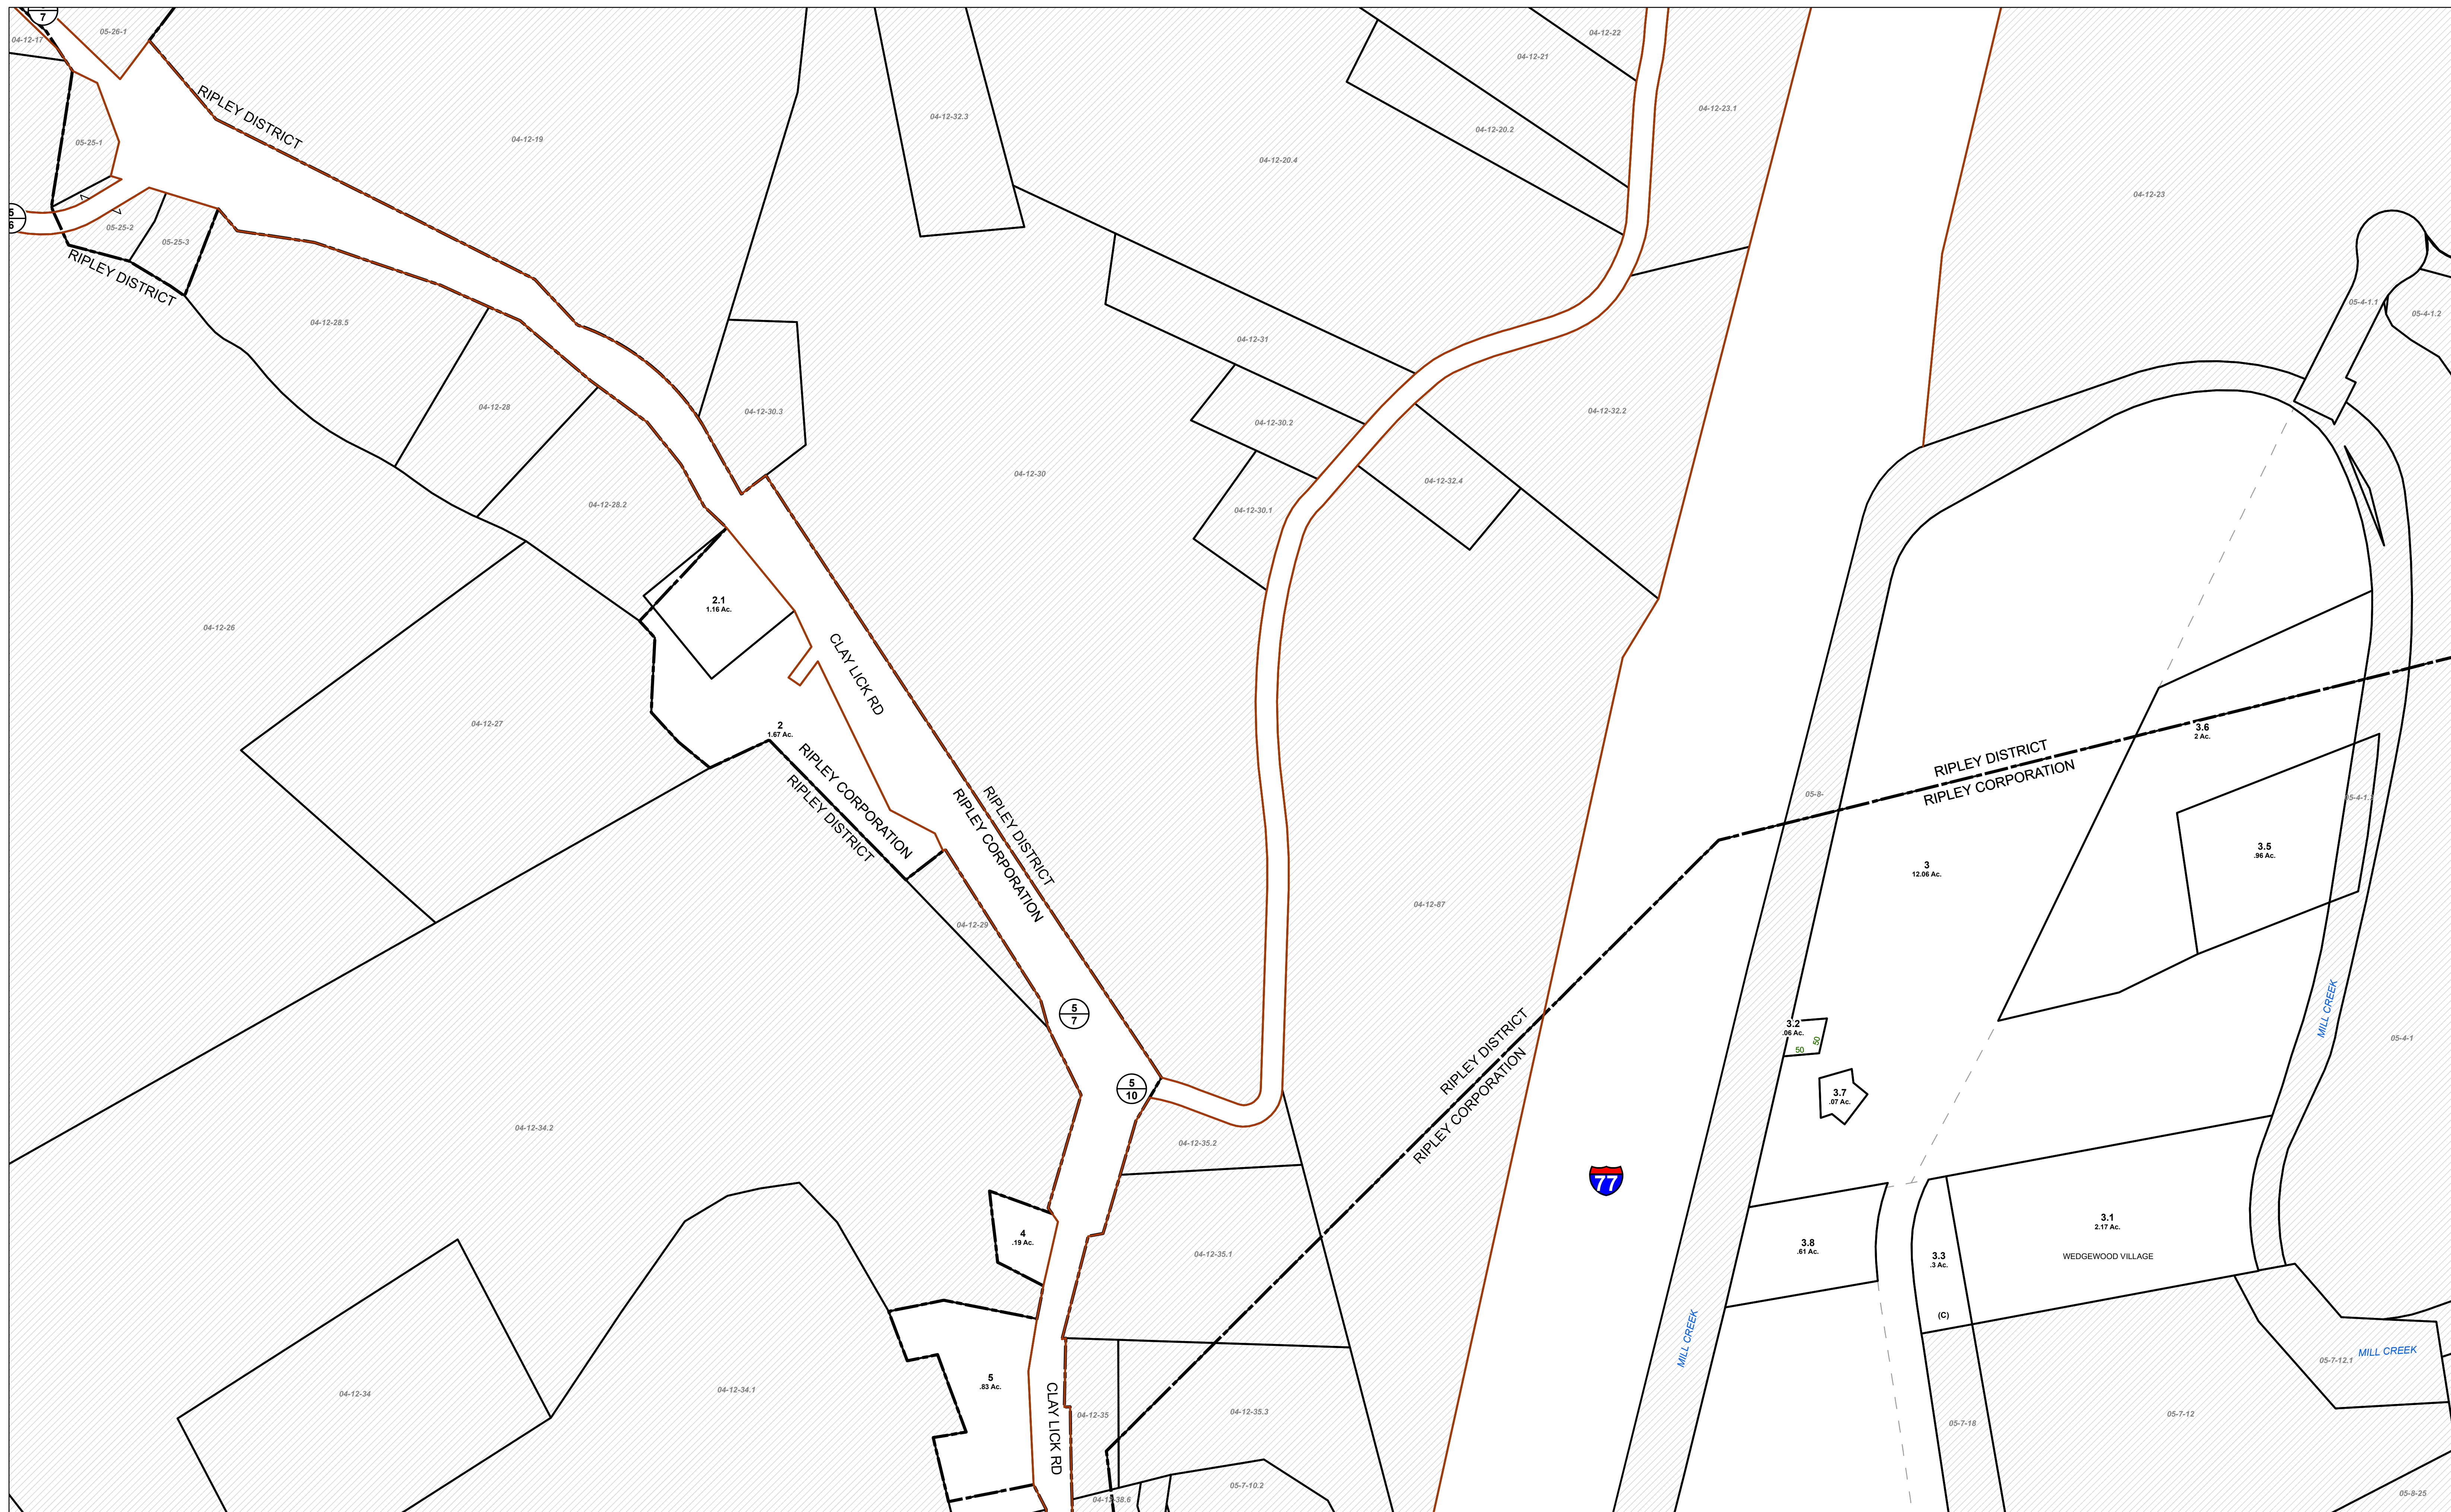 7
04-12-17
05-26-1
04-12-22
04-12-21
04-12-23.1
RIPLEY DISTRICT
04-12-32.3
04-12-20.2
04-12-19
05-25-1
04-12-20.4
04-12-23
5
6
05-25-2
05-25-3
RIPLEY DISTRICT
05-4-1.1
05-4-1.2
04-12-28.5
04-12-31
04-12-28
04-12-30.3
04-12-32.2
04-12-30.2
04-12-30
04-12-32.4
04-12-28.2
04-12-30.1
2.1
1.16 Ac.
04-12-26
CLAY LICK RD
04-12-27
2
1.67 Ac.
3.6
2 Ac.
RIPLEY CORPORATION
RIPLEY DISTRICT
RIPLEY DISTRICT
RIPLEY CORPORATION
RIPLEY DISTRICT
RIPLEY CORPORATION
05-8-
3.5
.96 Ac.
3
12.06 Ac.
04-12-87
04-12-29
5
7
3.2
.06 Ac.
50
50
MILL CREEK
05-4-1
RIPLEY DISTRICT
RIPLEY CORPORATION
5
10
3.7
.07 Ac.
04-12-34.2
04-12-35.2
77
4
.19 Ac.
04-12-35.1
3.8
.61 Ac.
3.3
.3 Ac.
3.1
2.17 Ac.
WEDGEWOOD VILLAGE
(C)
MILL CREEK
MILL CREEK
05-7-12.1
5
.83 Ac.
04-12-34
04-12-34.1
CLAY LICK RD
04-12-35
04-12-35.3
05-7-18
05-7-12
05-7-10.2
05-8-25